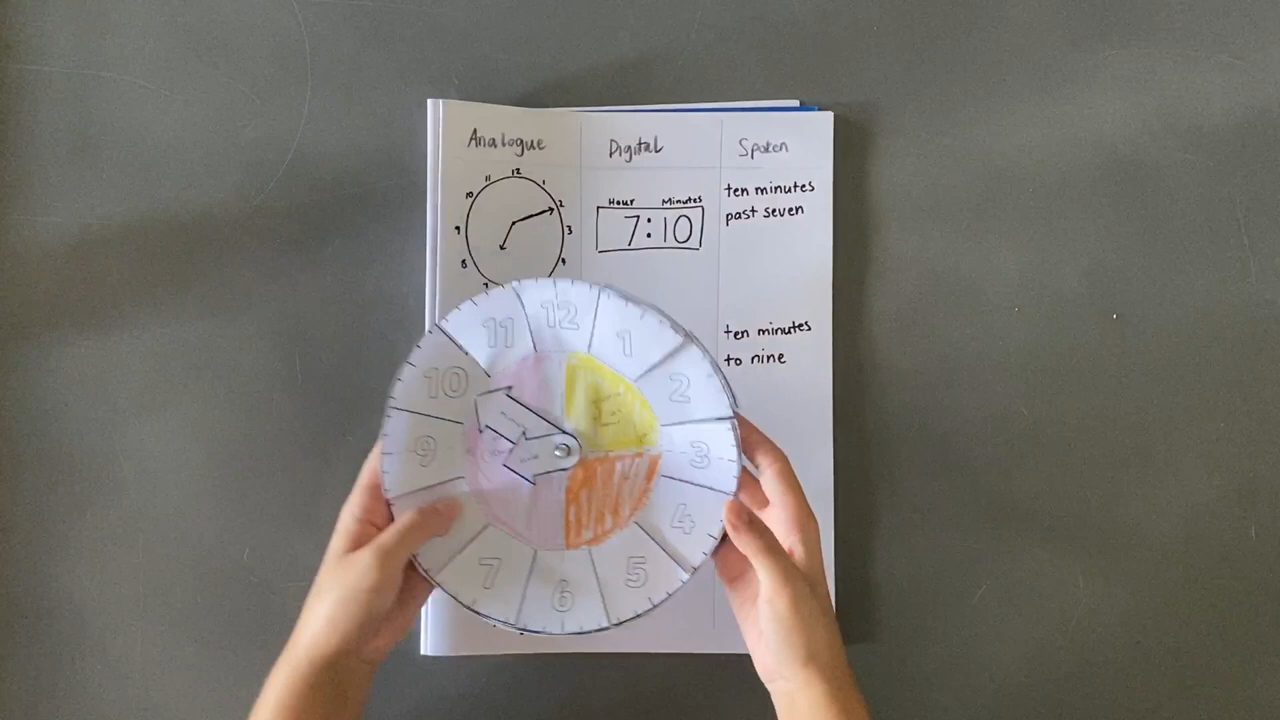 Analogue
Digital
Spoken
12
11
1
10
2
9
3
8
4
7
Hour Minutes
7:10
ten minutes
past seven
ten minutes
to nine
12
11
1
10
2
9
3
4
7
5
6